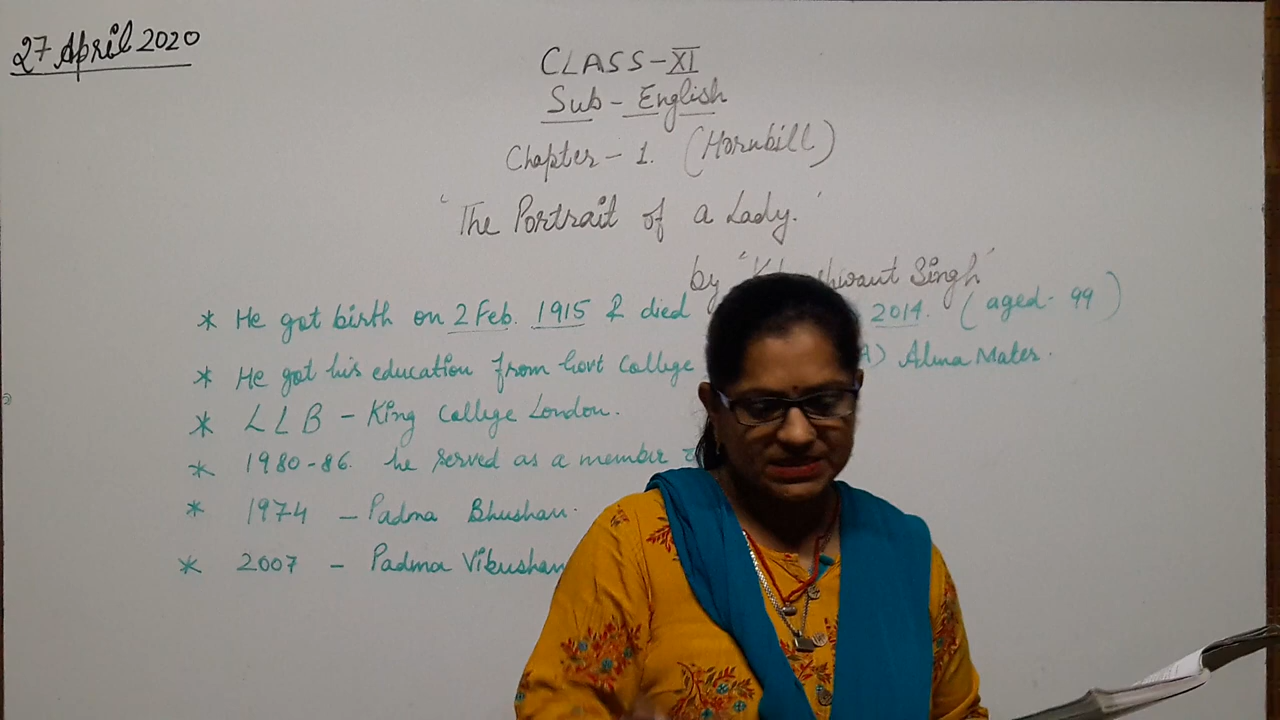 27 April 2020
CLASS-XI
Sub - English
Chapter - 1. (Hornbill)
'The Portrait of a Lady.'
by " Singh"
* He got birth on 2 Feb. 1915 & died 2014. (aged- 99)
* He got his education from Govt College A) Alma Mater.
* LLB - King College London.
* 1980-86. he served as a member
* 1974 - Padma Bhushan.
* 2007 - Padma Vibushan